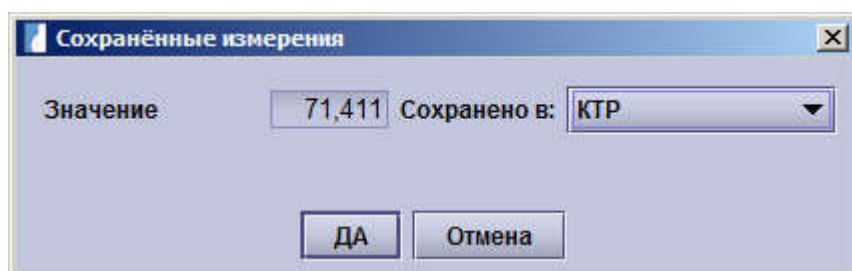 Сохранённые измерения
Значение 71,411 Сохранено в: КТР
ДА Отмена